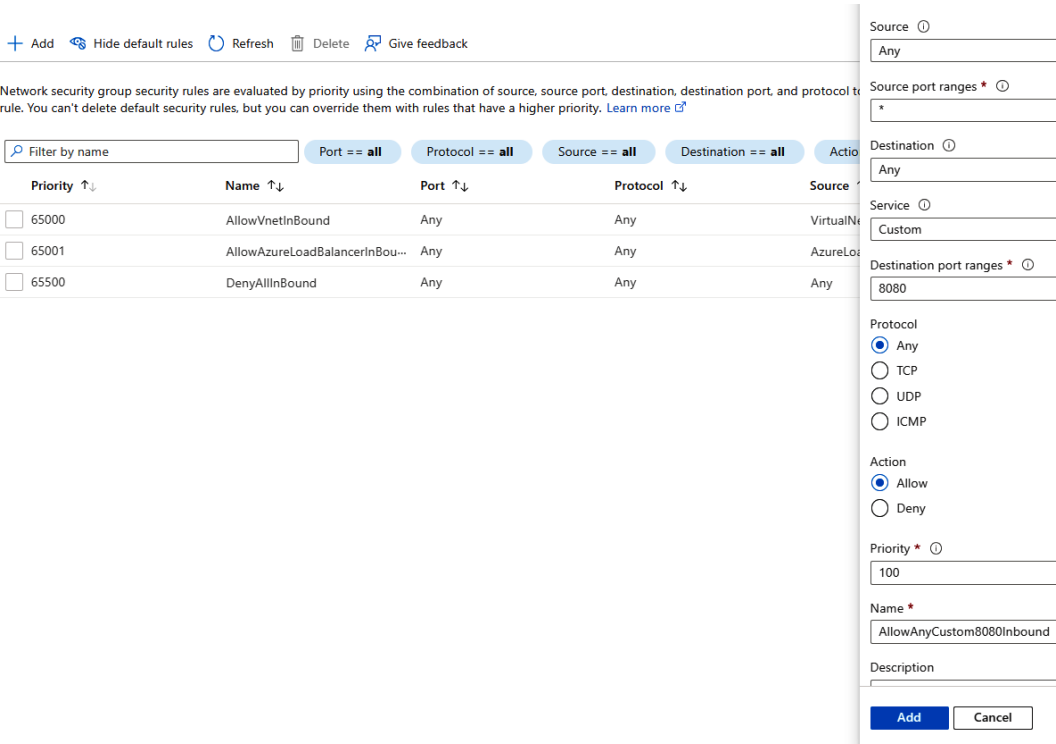 Add Hide default rules Refresh Delete Give feedback
Network security group security rules are evaluated by priority using the combination of source, source port, destination, destination port, and protocol
rule. You can't delete default security rules, but you can override them with rules that have a higher priority. Learn more
Filter by name Port == all Protocol == all Source == all Destination == all Actio
Priority Name Port Protocol Source
65000 AllowVnetInBound Any Any VirtualNe
65001 AllowAzureLoadBalancerInBou... Any Any AzureLoa
65500 DenyAllInBound Any Any Any
Source
Any
Source port ranges *
*
Destination
Any
Service
Custom
Destination port ranges *
8080
Protocol
Any
TCP
UDP
ICMP
Action
Allow
Deny
Priority *
100
Name *
AllowAnyCustom8080Inbound
Description
Add Cancel